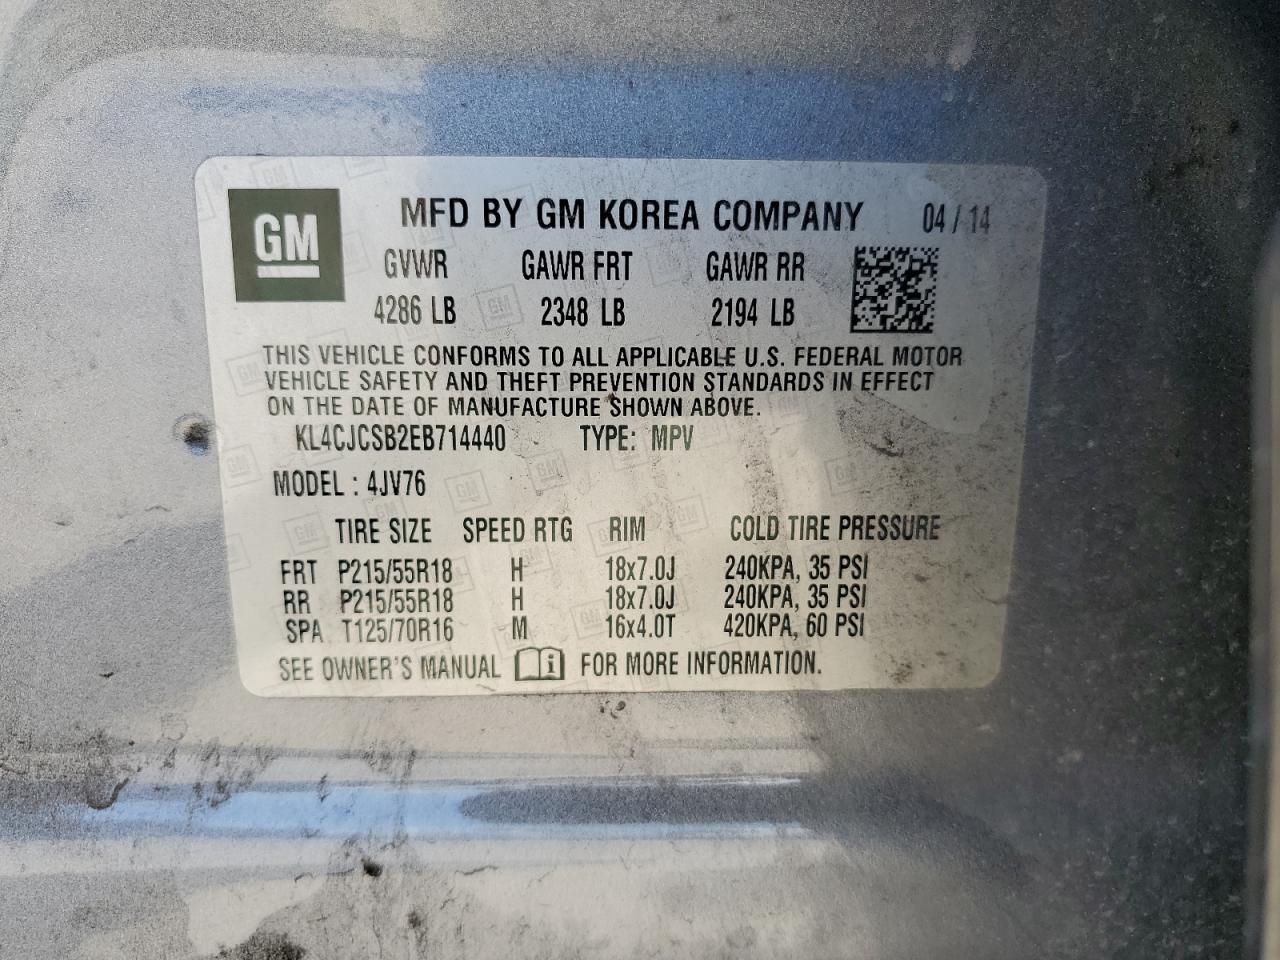 GM
MFD BY GM KOREA COMPANY 04 / 14
GVWR GAWR FRT GAWR RR
4286 LB 2348 LB 2194 LB
THIS VEHICLE CONFORMS TO ALL APPLICABLE U.S. FEDERAL MOTOR
VEHICLE SAFETY AND THEFT PREVENTION STANDARDS IN EFFECT
ON THE DATE OF MANUFACTURE SHOWN ABOVE.
KL4CJCSB2EB714440 TYPE: MPV
MODEL : 4JV76
TIRE SIZE SPEED RTG RIM COLD TIRE PRESSURE
FRT P215/55R18 H 18x7.0J 240KPA, 35 PSI
RR P215/55R18 H 18x7.0J 240KPA, 35 PSI
SPA T125/70R16 M 16x4.0T 420KPA, 60 PSI
SEE OWNER'S MANUAL i FOR MORE INFORMATION.